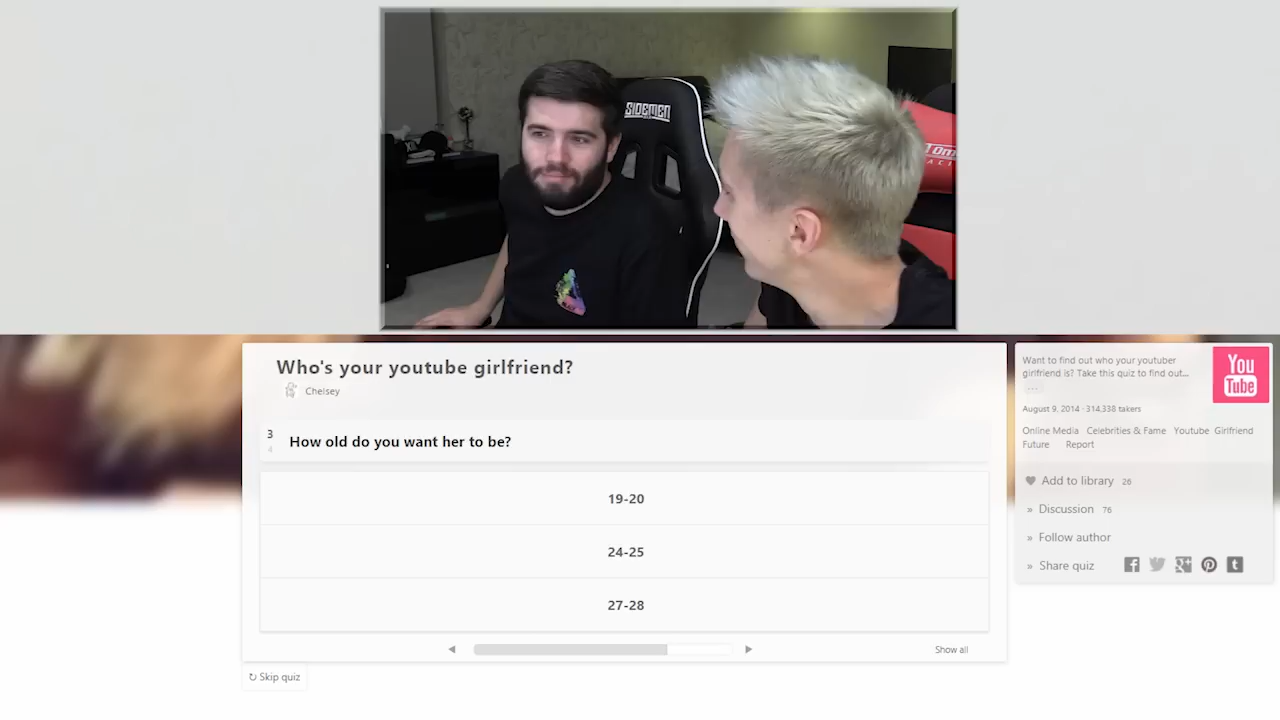 SIDEMEN
Who's your youtube girlfriend?
Chelsey
3
How old do you want her to be?
19-20
24-25
27-28
Show all
↻ Skip quiz
Want to find out who your youtuber
girlfriend is? Take this quiz to find out...
...
You
Tube
August 9, 2014 · 314,338 takers
Online Media Celebrities & Fame Youtube Girlfriend
Future Report
Add to library 26
» Discussion 76
» Follow author
» Share quiz